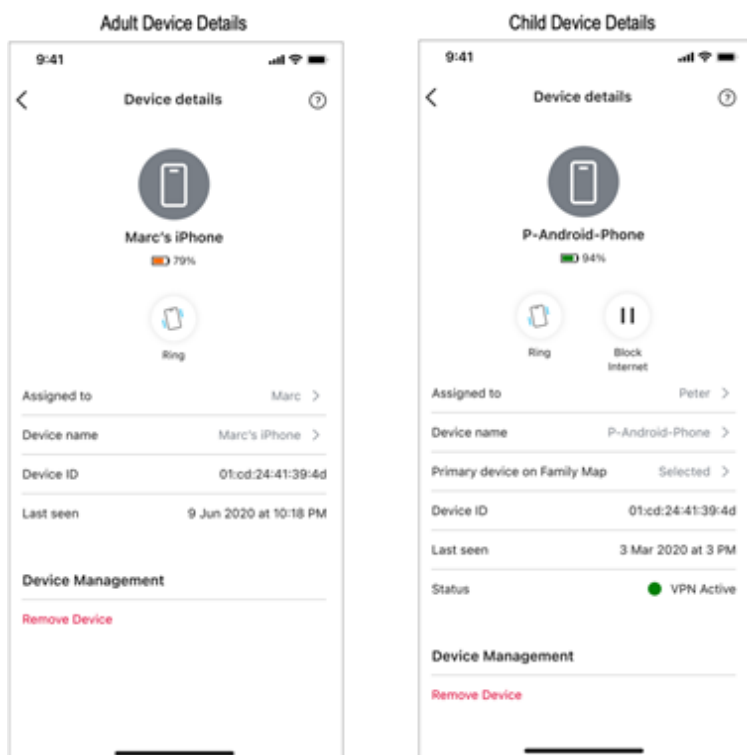 Adult Device Details
9:41
Device details
?
Marc's iPhone
79%
Ring
Assigned to Marc
Device name Marc's iPhone
Device ID 01:cd:24:41:39:4d
Last seen 9 Jun 2020 at 10:18 PM
Device Management
Remove Device
Child Device Details
9:41
Device details
?
P-Android-Phone
94%
Ring
Block
Internet
Assigned to Peter
Device name P-Android-Phone
Primary device on Family Map Selected
Device ID 01:cd:24:41:39:4d
Last seen 3 Mar 2020 at 3 PM
Status VPN Active
Device Management
Remove Device